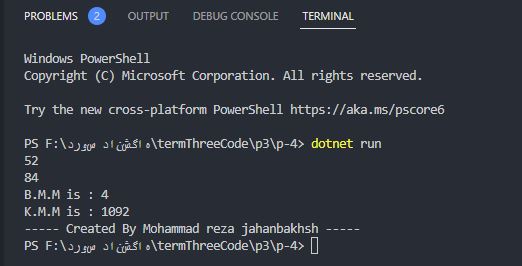 PROBLEMS 2 OUTPUT DEBUG CONSOLE TERMINAL
Windows PowerShell
Copyright (C) Microsoft Corporation. All rights reserved.
Try the new cross-platform PowerShell https://aka.ms/pscore6
PS F:\دروس دانشگاه\termThreeCode\p3\p-4> dotnet run
52
84
B.M.M is : 4
K.M.M is : 1092
----- Created By Mohammad reza jahanbakhsh -----
PS F:\دروس دانشگاه\termThreeCode\p3\p-4>